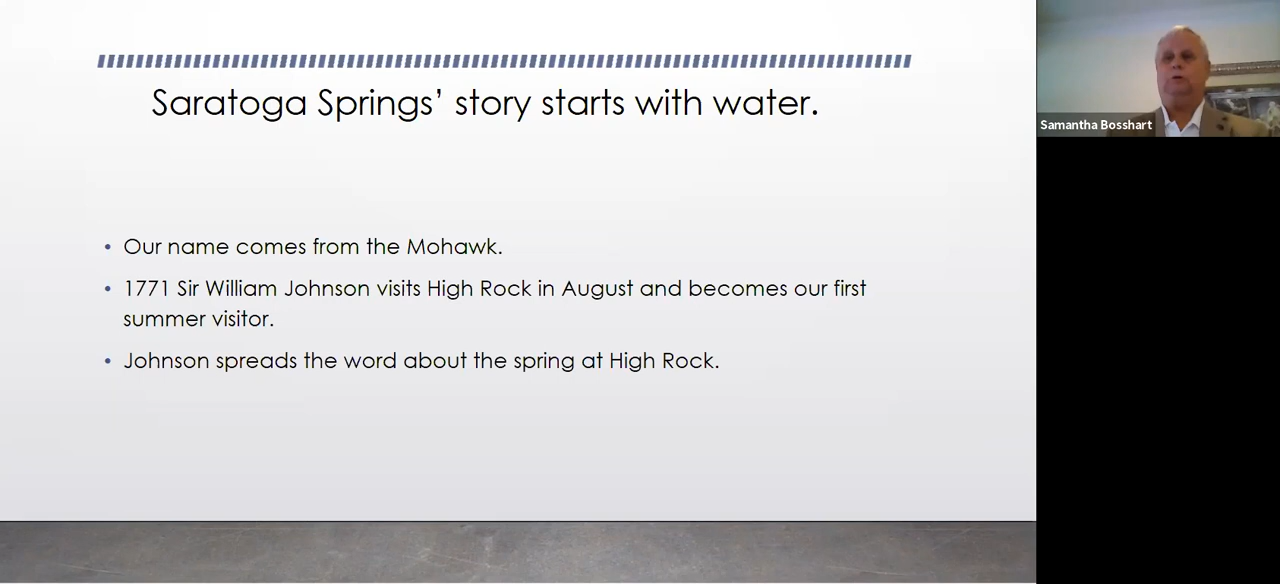 Saratoga Springs’ story starts with water.
• Our name comes from the Mohawk.
• 1771 Sir William Johnson visits High Rock in August and becomes our first
summer visitor.
• Johnson spreads the word about the spring at High Rock.
Samantha Bosshart